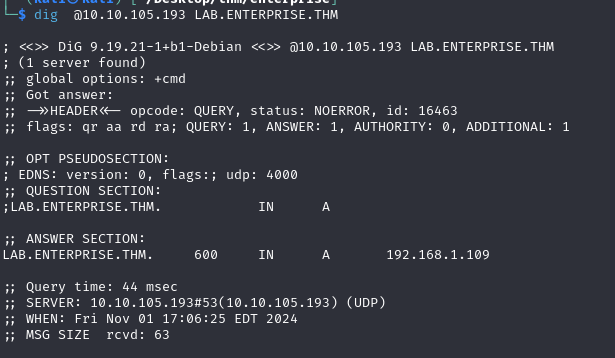 (kali㉿kali)-[~/Desktop/thm/enterprise]
└─$ dig  @10.10.105.193 LAB.ENTERPRISE.THM
; <<>> DiG 9.19.21-1+b1-Debian <<>> @10.10.105.193 LAB.ENTERPRISE.THM
; (1 server found)
;; global options: +cmd
;; Got answer:
;; ->>HEADER<<- opcode: QUERY, status: NOERROR, id: 16463
;; flags: qr aa rd ra; QUERY: 1, ANSWER: 1, AUTHORITY: 0, ADDITIONAL: 1
;; OPT PSEUDOSECTION:
; EDNS: version: 0, flags:; udp: 4000
;; QUESTION SECTION:
;LAB.ENTERPRISE.THM.            IN      A
;; ANSWER SECTION:
LAB.ENTERPRISE.THM.     600     IN      A       192.168.1.109
;; Query time: 44 msec
;; SERVER: 10.10.105.193#53(10.10.105.193) (UDP)
;; WHEN: Fri Nov 01 17:06:25 EDT 2024
;; MSG SIZE  rcvd: 63